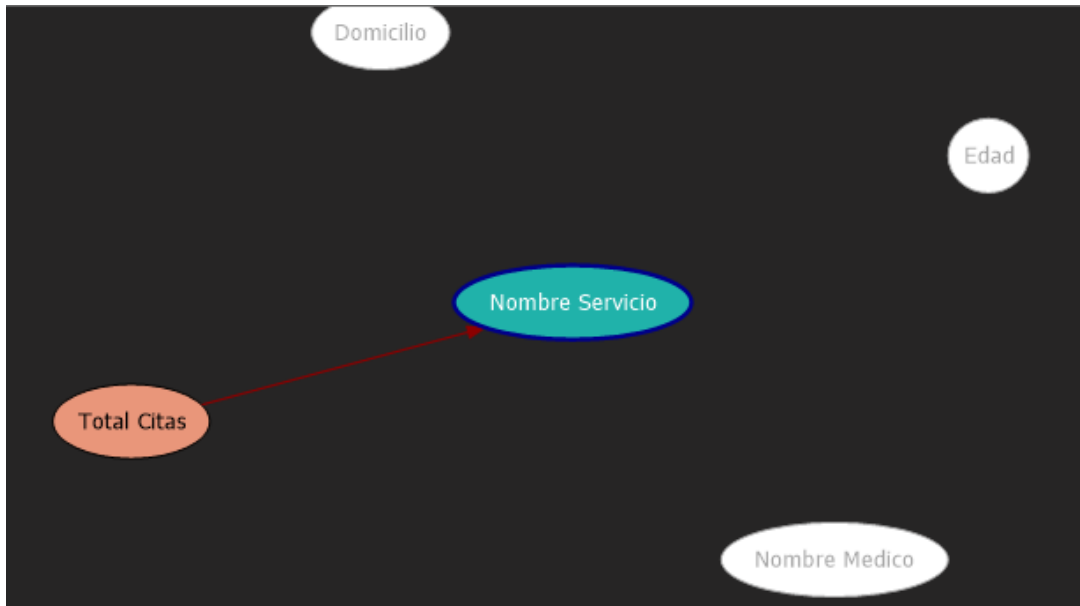 Domicilio
Edad
Nombre Servicio
Total Citas
Nombre Medico